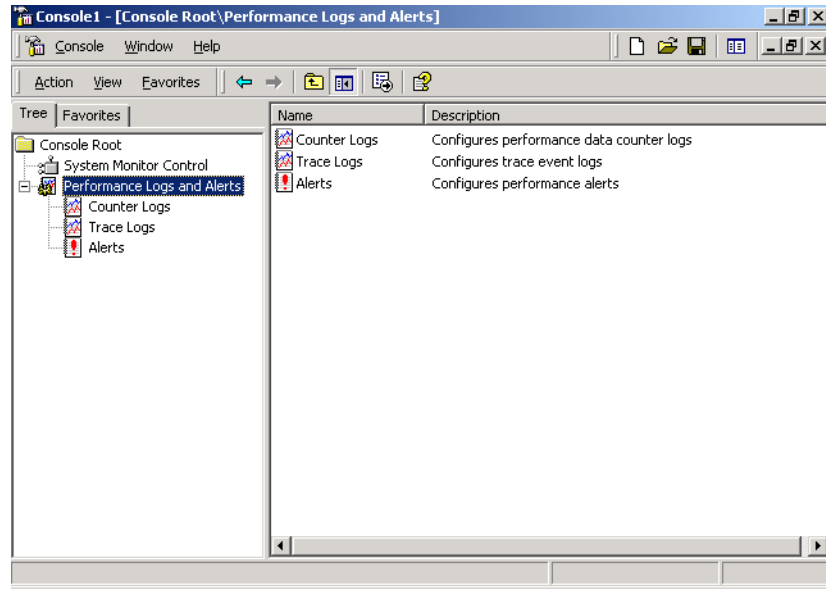 Console1 - [Console Root\Performance Logs and Alerts]
Console Window Help
Action View Favorites
Tree Favorites
Name Description
Console Root
System Monitor Control
Performance Logs and Alerts
Counter Logs
Trace Logs
Alerts
Counter Logs Configures performance data counter logs
Trace Logs Configures trace event logs
Alerts Configures performance alerts